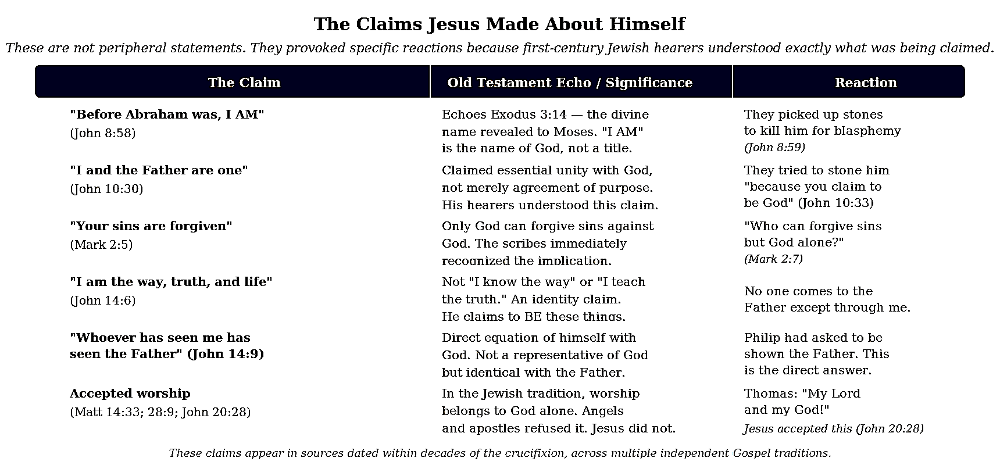 The Claims Jesus Made About Himself
These are not peripheral statements. They provoked specific reactions because first-century Jewish hearers understood exactly what was being claimed.
The Claim
Old Testament Echo / Significance
Reaction
"Before Abraham was, I AM"
(John 8:58)
Echoes Exodus 3:14 — the divine
name revealed to Moses. "I AM"
is the name of God, not a title.
They picked up stones
to kill him for blasphemy
(John 8:59)
"I and the Father are one"
(John 10:30)
Claimed essential unity with God,
not merely agreement of purpose.
His hearers understood this claim.
They tried to stone him
"because you claim to
be God" (John 10:33)
"Your sins are forgiven"
(Mark 2:5)
Only God can forgive sins against
God. The scribes immediately
recognized the implication.
"Who can forgive sins
but God alone?"
(Mark 2:7)
"I am the way, truth, and life"
(John 14:6)
Not "I know the way" or "I teach
the truth." An identity claim.
He claims to BE these things.
No one comes to the
Father except through me.
"Whoever has seen me has
seen the Father" (John 14:9)
Direct equation of himself with
God. Not a representative of God
but identical with the Father.
Philip had asked to be
shown the Father. This
is the direct answer.
Accepted worship
(Matt 14:33; 28:9; John 20:28)
In the Jewish tradition, worship
belongs to God alone. Angels
and apostles refused it. Jesus did not.
Thomas: "My Lord
and my God!"
Jesus accepted this (John 20:28)
These claims appear in sources dated within decades of the crucifixion, across multiple independent Gospel traditions.